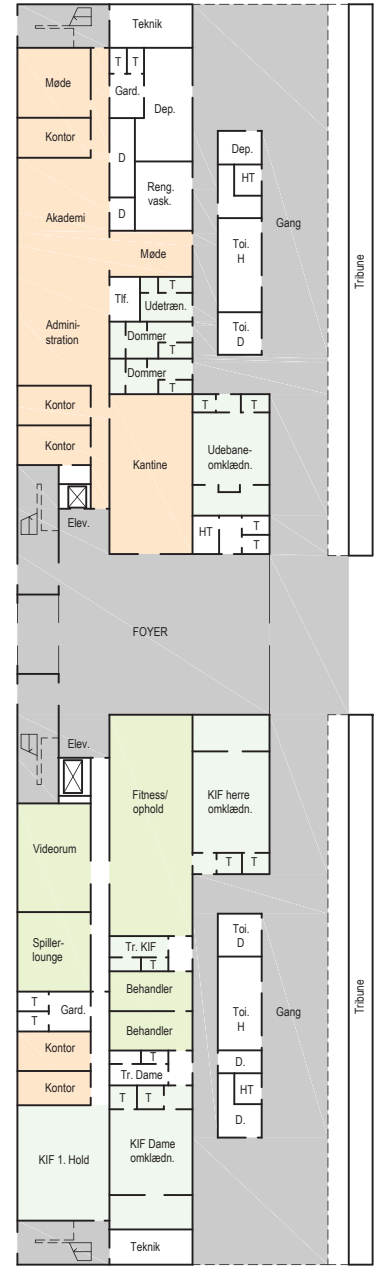 Teknik
T T
Møde
Gard.
Dep.
Kontor
D
Dep.
HT
Reng.
vask.
D
Akademi
Gang
Toi.
H
Møde
Tribune
Tlf.
T
Udetræn.
Admini-
stration
Dommer
T
Toi.
D
Dommer
T
Kontor
T T
Kontor
Kantine
Udebane-
omklædn.
Elev.
HT
T
T
FOYER
Elev.
Fitness/
ophold
KIF herre
omklædn.
Videorum
T T
Spiller-
lounge
Tr. KIF
T
Toi.
D
Behandler
T
T
Gard.
Behandler
Toi.
H
Gang
Tribune
Kontor
T
Tr. Dame
D.
Kontor
T T
HT
D.
KIF 1. Hold
KIF Dame
omklædn.
Teknik